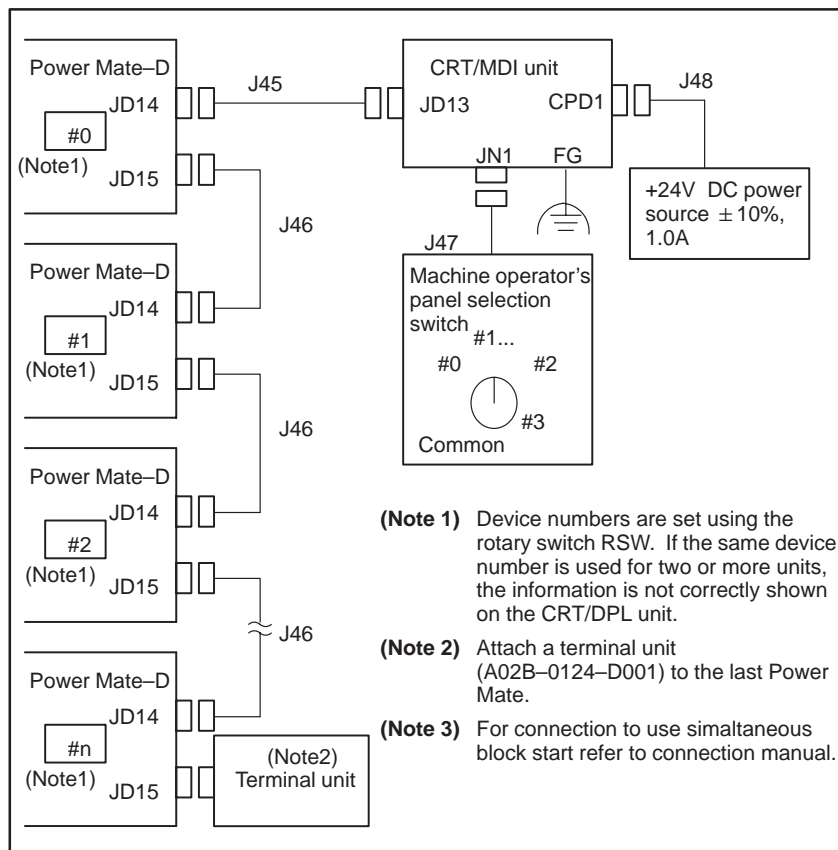 Power Mate–D
JD14
#0
(Note1)
JD15
J45
CRT/MDI unit
JD13
CPD1
JN1
FG
J48
+24V DC power
source ±10%,
1.0A
J46
J47
Machine operator's
panel selection
switch
#1...
#0
#2
#3
Common
Power Mate–D
JD14
#1
(Note1)
JD15
J46
Power Mate–D
JD14
#2
(Note1)
JD15
J46
Power Mate–D
JD14
#n
(Note1)
JD15
(Note2)
Terminal unit
(Note 1) Device numbers are set using the
rotary switch RSW. If the same device
number is used for two or more units,
the information is not correctly shown
on the CRT/DPL unit.
(Note 2) Attach a terminal unit
(A02B–0124–D001) to the last Power
Mate.
(Note 3) For connection to use simaltaneous
block start refer to connection manual.